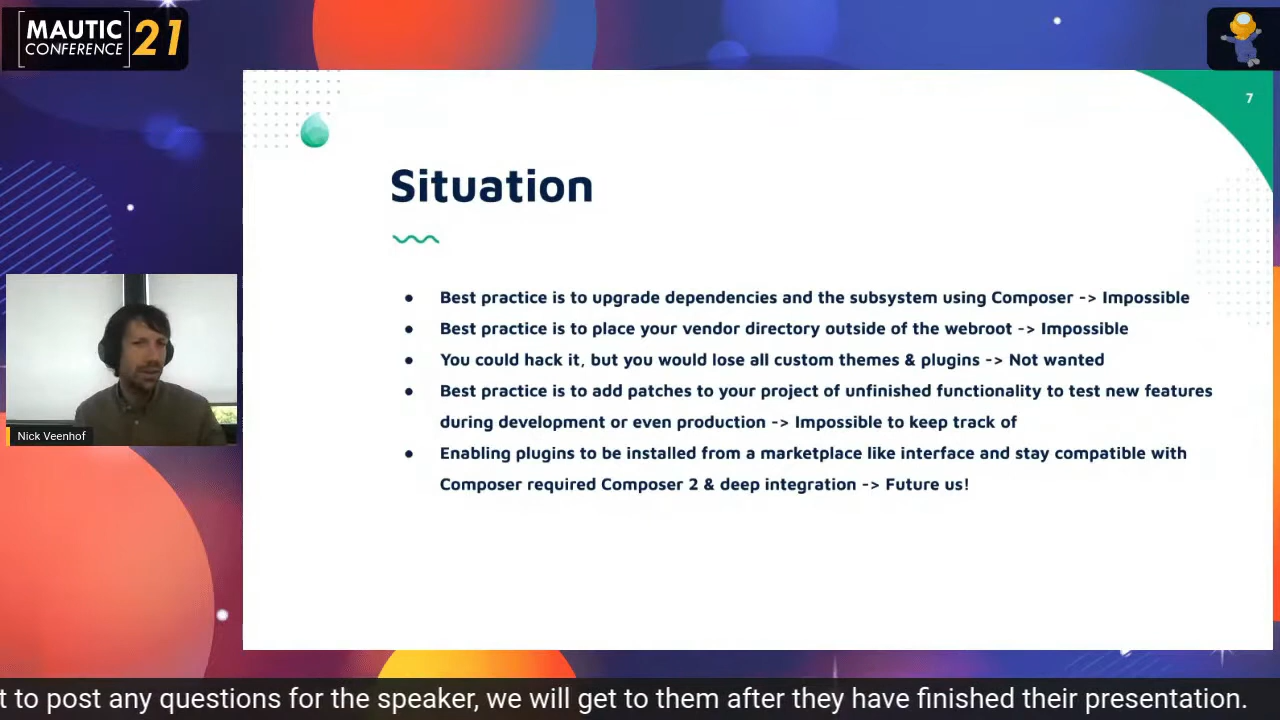 MAUTIC
CONFERENCE 21
7
Situation
● Best practice is to upgrade dependencies and the subsystem using Composer -> Impossible
● Best practice is to place your vendor directory outside of the webroot -> Impossible
● You could hack it, but you would lose all custom themes & plugins -> Not wanted
● Best practice is to add patches to your project of unfinished functionality to test new features
during development or even production -> Impossible to keep track of
● Enabling plugins to be installed from a marketplace like interface and stay compatible with
Composer required Composer 2 & deep integration -> Future us!
Nick Veenhof
t to post any questions for the speaker, we will get to them after they have finished their presentation.